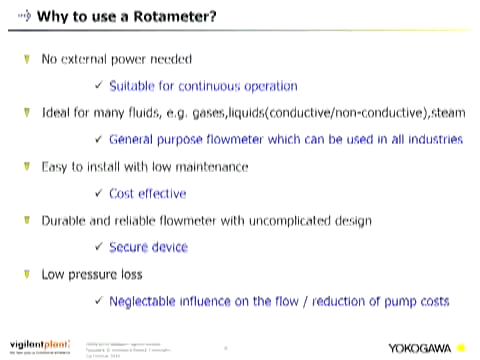 Why to use a Rotameter?
No external power needed
✓ Suitable for continuous operation
Ideal for many fluids, e.g. gases,liquids(conductive/non-conductive),steam
✓ General purpose flowmeter which can be used in all industries
Easy to install with low maintenance
✓ Cost effective
Durable and reliable flowmeter with uncomplicated design
✓ Secure device
Low pressure loss
✓ Neglectable influence on the flow / reduction of pump costs
vigilantplant.
YOKOGAWA